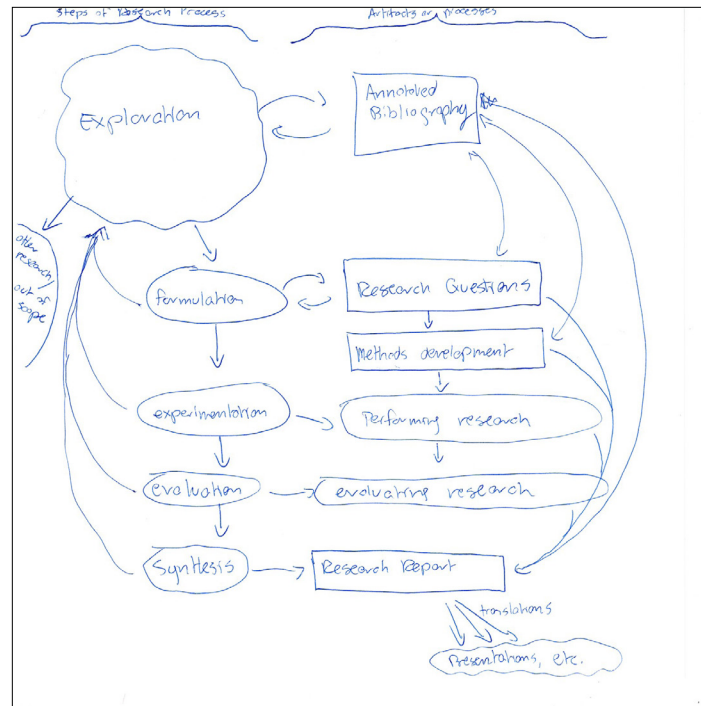 Steps of Research Process
Artifacts or processes
Exploration
Annotated
Bibliography
other
research/
out of
scope
formulation
Research Questions
Methods development
experimentation
Performing research
evaluation
evaluating research
Synthesis
Research Report
translations
Presentations, etc.